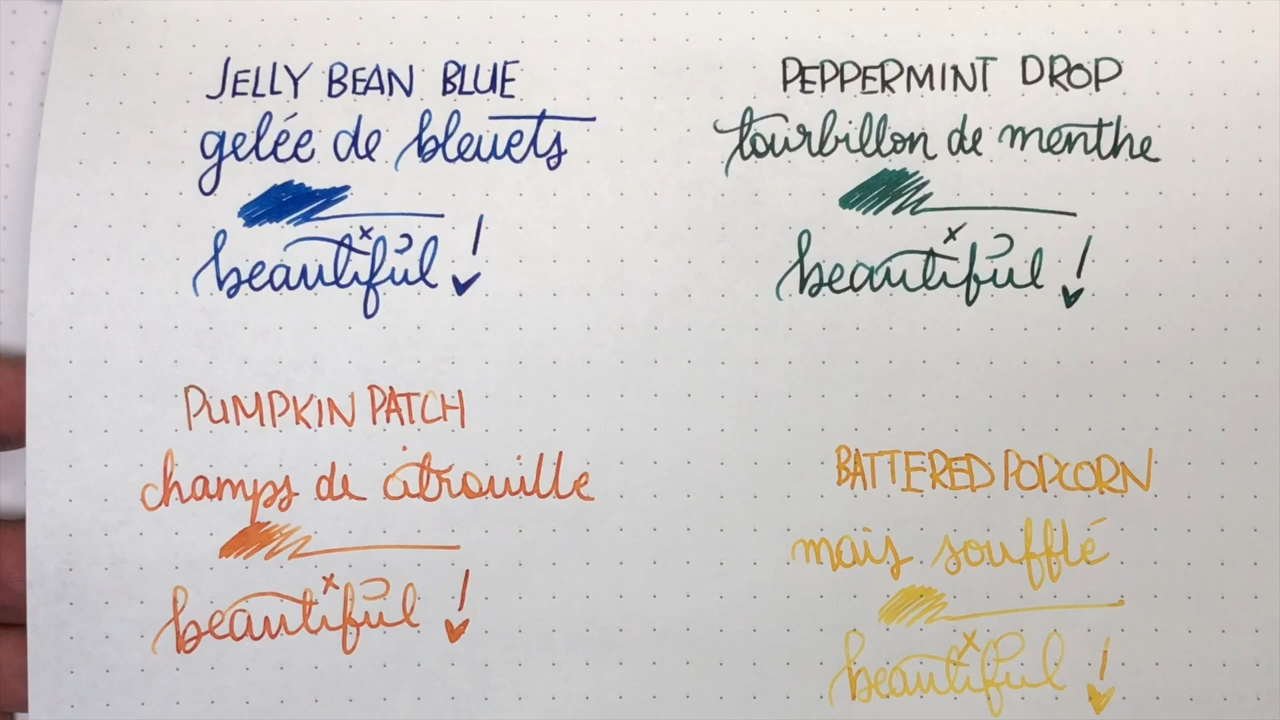 JELLY BEAN BLUE
gelée de bleuets
beautiful!
PEPPERMINT DROP
tourbillon de menthe
beautiful!
PUMPKIN PATCH
champs de citrouille
beautiful!
BATTERED POPCORN
mais soufflé
beautiful!